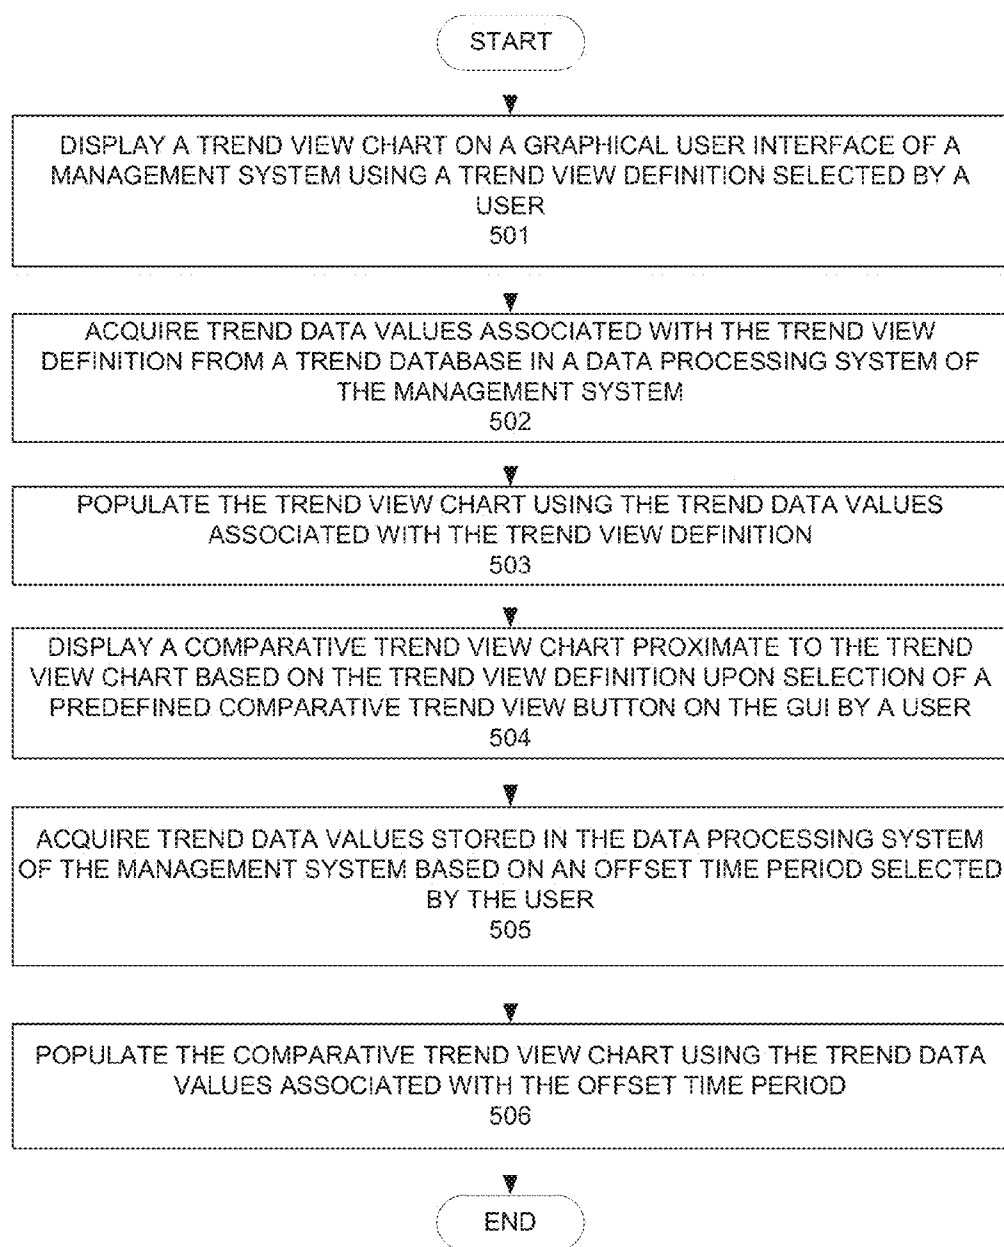 START
DISPLAY A TREND VIEW CHART ON A GRAPHICAL USER INTERFACE OF A
MANAGEMENT SYSTEM USING A TREND VIEW DEFINITION SELECTED BY A
USER
501
ACQUIRE TREND DATA VALUES ASSOCIATED WITH THE TREND VIEW
DEFINITION FROM A TREND DATABASE IN A DATA PROCESSING SYSTEM OF
THE MANAGEMENT SYSTEM
502
POPULATE THE TREND VIEW CHART USING THE TREND DATA VALUES
ASSOCIATED WITH THE TREND VIEW DEFINITION
503
DISPLAY A COMPARATIVE TREND VIEW CHART PROXIMATE TO THE TREND
VIEW CHART BASED ON THE TREND VIEW DEFINITION UPON SELECTION OF A
PREDEFINED COMPARATIVE TREND VIEW BUTTON ON THE GUI BY A USER
504
ACQUIRE TREND DATA VALUES STORED IN THE DATA PROCESSING SYSTEM
OF THE MANAGEMENT SYSTEM BASED ON AN OFFSET TIME PERIOD SELECTED
BY THE USER
505
POPULATE THE COMPARATIVE TREND VIEW CHART USING THE TREND DATA
VALUES ASSOCIATED WITH THE OFFSET TIME PERIOD
506
END